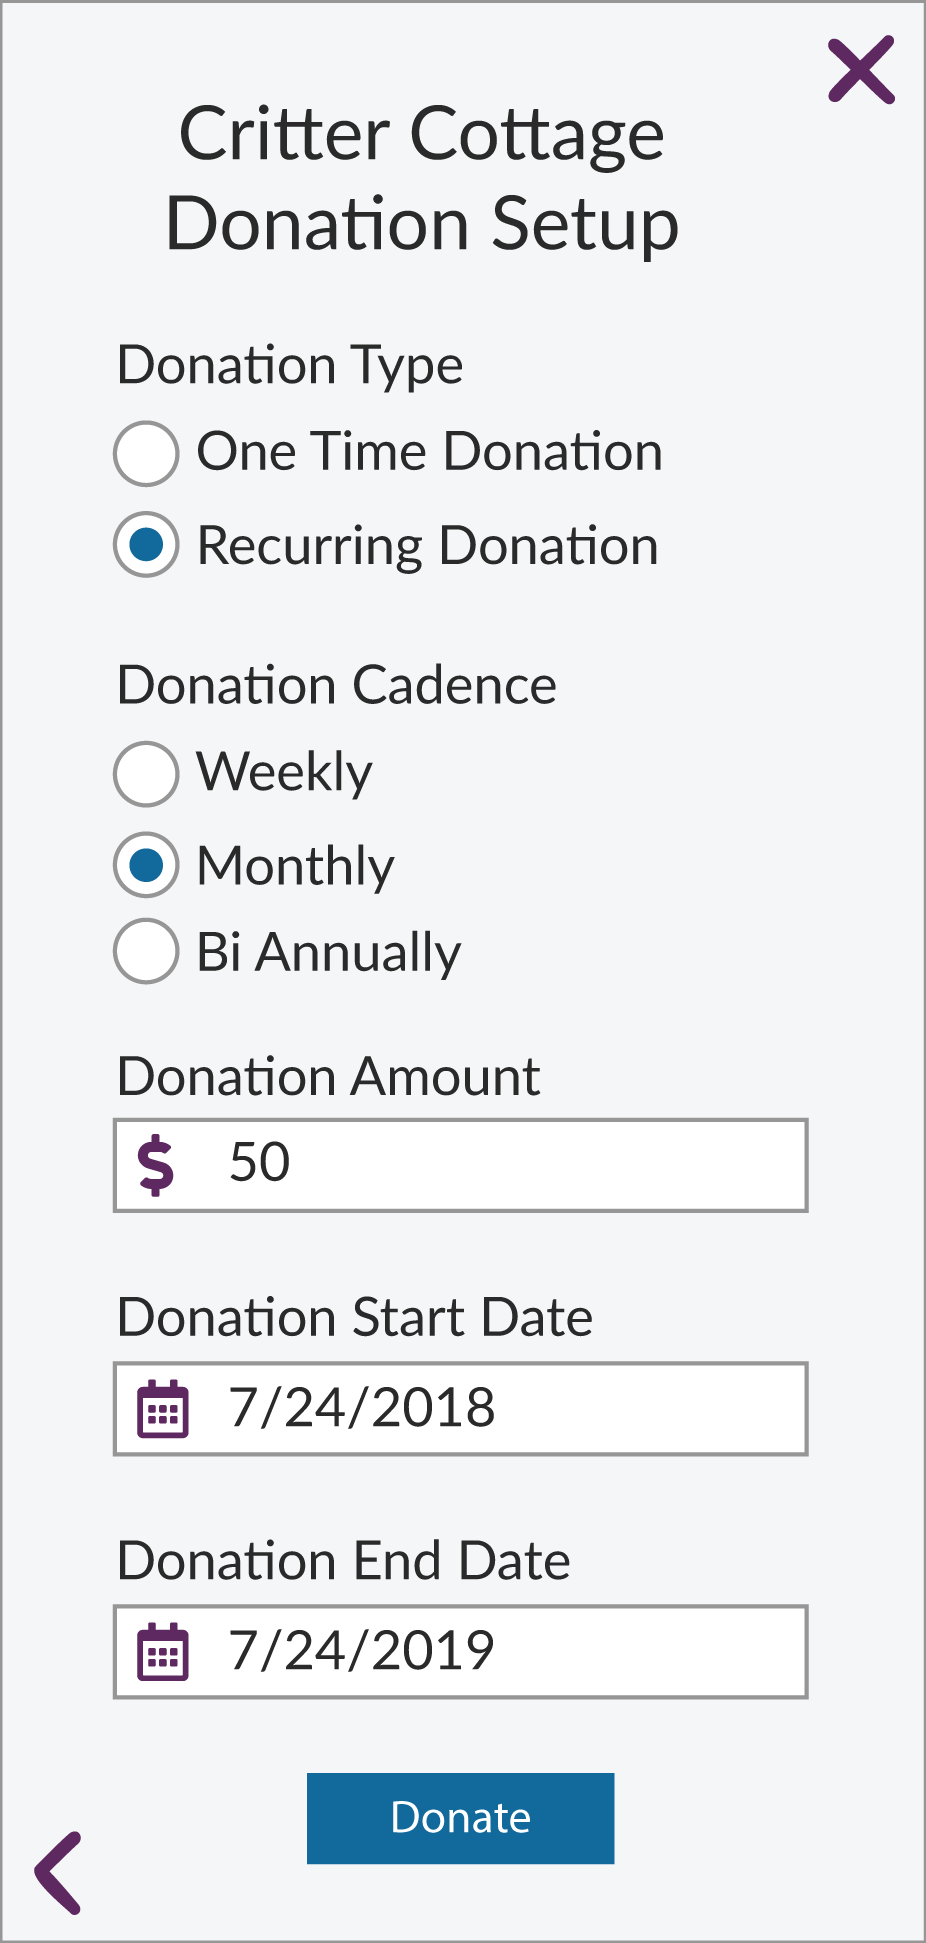 Critter Cottage
Donation Setup
Donation Type
One Time Donation
Recurring Donation
Donation Cadence
Weekly
Monthly
Bi Annually
Donation Amount
$ 50
Donation Start Date
7/24/2018
Donation End Date
7/24/2019
Donate